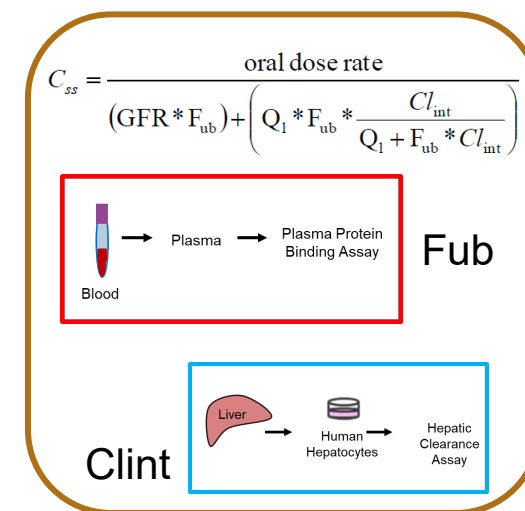 C_ss = oral dose rate / ((GFR * F_ub) + (Q_l * F_ub * Cl_int / (Q_l + F_ub * Cl_int)))
Blood
Plasma
Plasma Protein
Binding Assay
Fub
Liver
Human
Hepatocytes
Hepatic
Clearance
Assay
Clint